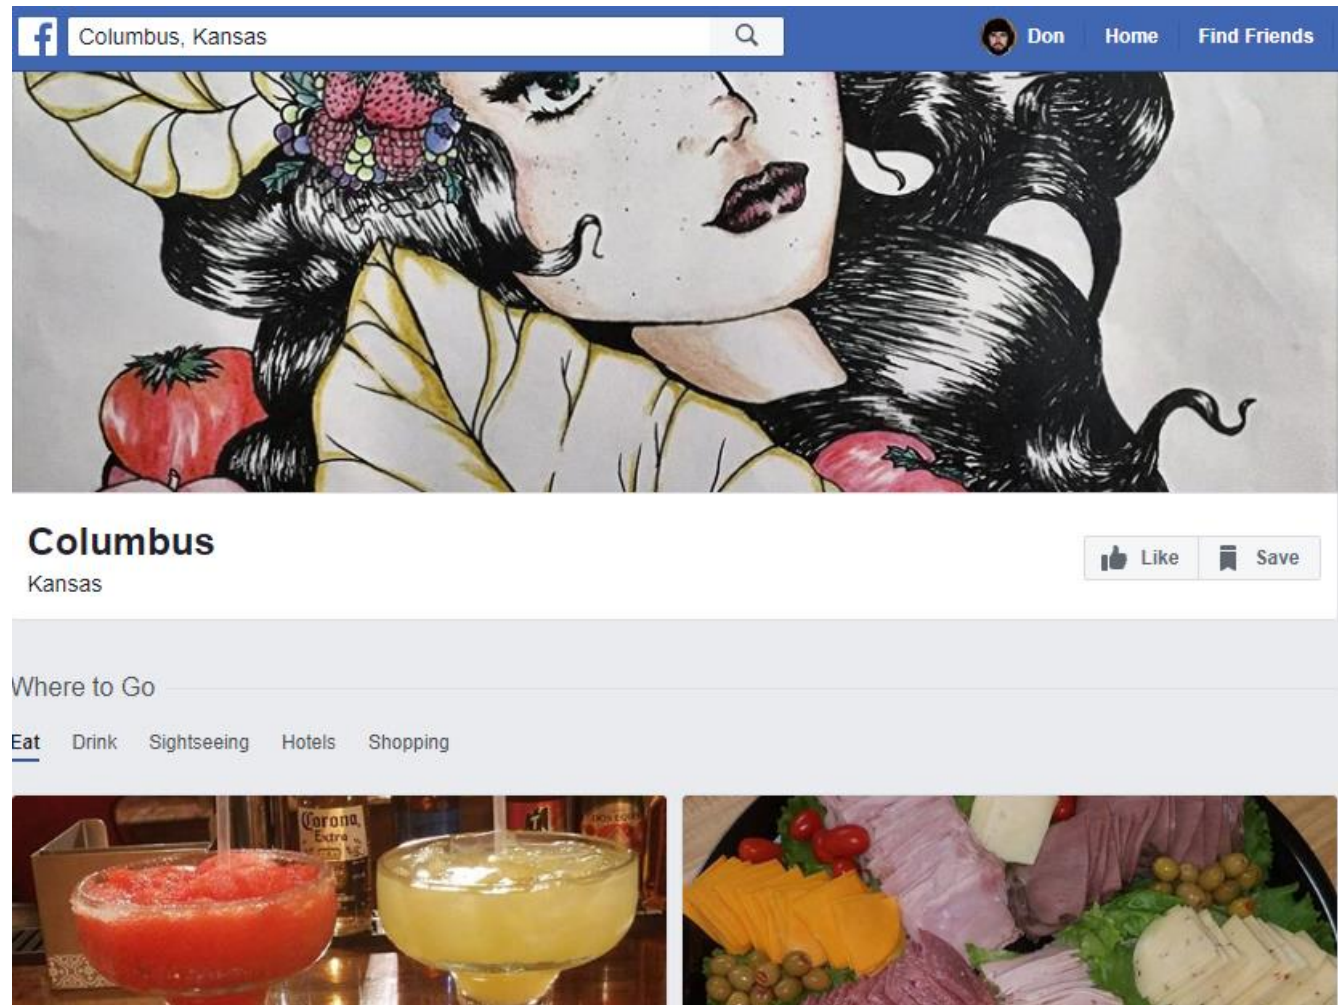 f
Columbus, Kansas
Don
Home
Find Friends
Columbus
Kansas
Like
Save
Where to Go
Eat
Drink
Sightseeing
Hotels
Shopping
Corona
Extra